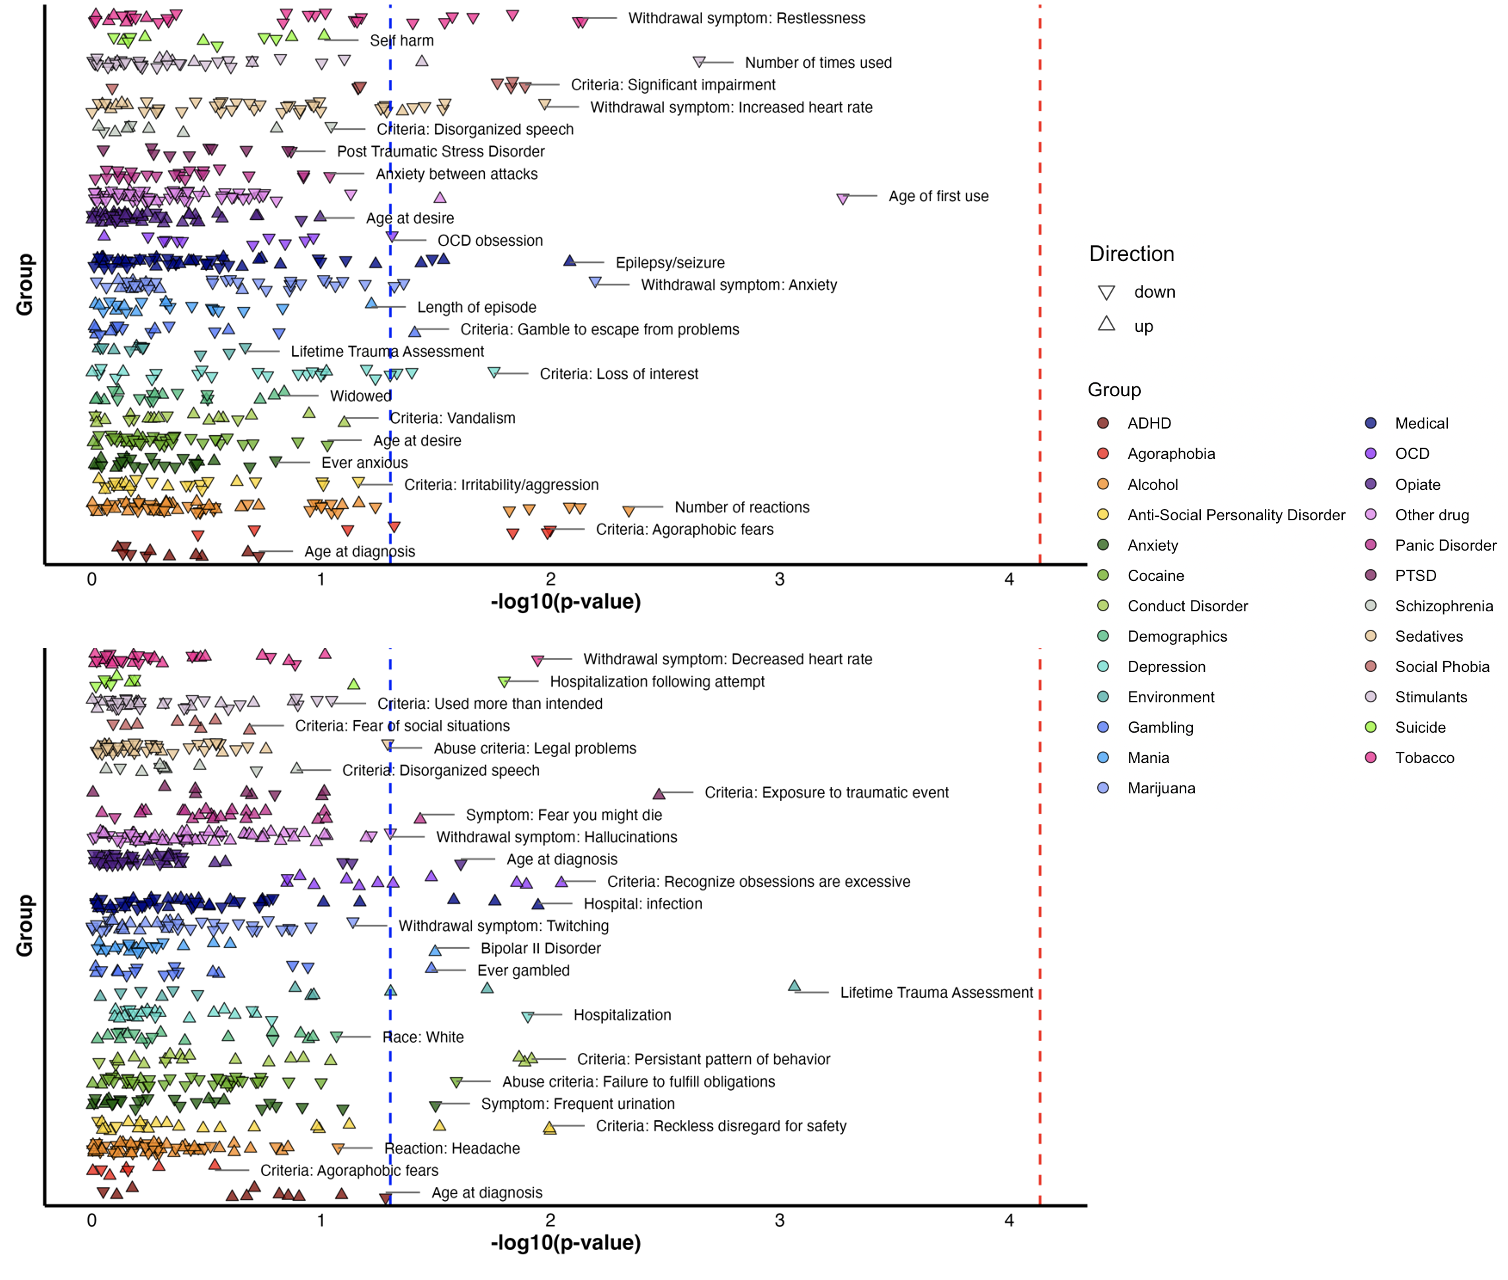 Withdrawal symptom: Restlessness
Self harm
Number of times used
Criteria: Significant impairment
Withdrawal symptom: Increased heart rate
Criteria: Disorganized speech
Post Traumatic Stress Disorder
Anxiety between attacks
Age of first use
Age at desire
OCD obsession
Epilepsy/seizure
Withdrawal symptom: Anxiety
Length of episode
Criteria: Gamble to escape from problems
Lifetime Trauma Assessment
Criteria: Loss of interest
Widowed
Criteria: Vandalism
Age at desire
Ever anxious
Criteria: Irritability/aggression
Number of reactions
Criteria: Agoraphobic fears
Age at diagnosis
Group
0 1 2 3 4
-log10(p-value)
Withdrawal symptom: Decreased heart rate
Hospitalization following attempt
Criteria: Used more than intended
Criteria: Fear of social situations
Abuse criteria: Legal problems
Criteria: Disorganized speech
Criteria: Exposure to traumatic event
Symptom: Fear you might die
Withdrawal symptom: Hallucinations
Age at diagnosis
Criteria: Recognize obsessions are excessive
Hospital: infection
Withdrawal symptom: Twitching
Bipolar II Disorder
Ever gambled
Lifetime Trauma Assessment
Hospitalization
Race: White
Criteria: Persistant pattern of behavior
Abuse criteria: Failure to fulfill obligations
Symptom: Frequent urination
Criteria: Reckless disregard for safety
Reaction: Headache
Criteria: Agoraphobic fears
Age at diagnosis
Group
0 1 2 3 4
-log10(p-value)
Direction
down
up
Group
ADHD
Agoraphobia
Alcohol
Anti-Social Personality Disorder
Anxiety
Cocaine
Conduct Disorder
Demographics
Depression
Environment
Gambling
Mania
Marijuana
Medical
OCD
Opiate
Other drug
Panic Disorder
PTSD
Schizophrenia
Sedatives
Social Phobia
Stimulants
Suicide
Tobacco